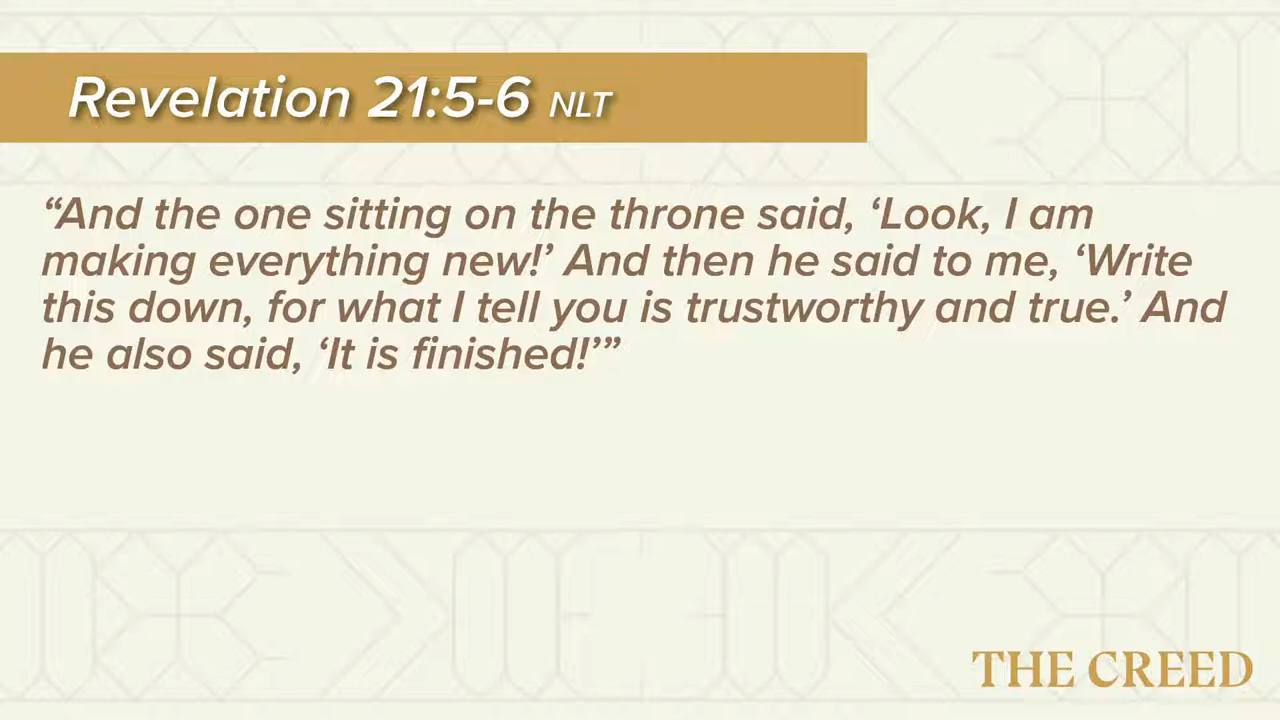 Revelation 21:5-6 NLT
“And the one sitting on the throne said, ‘Look, I am
making everything new!’ And then he said to me, ‘Write
this down, for what I tell you is trustworthy and true.’ And
he also said, ‘It is finished!’”
THE CREED